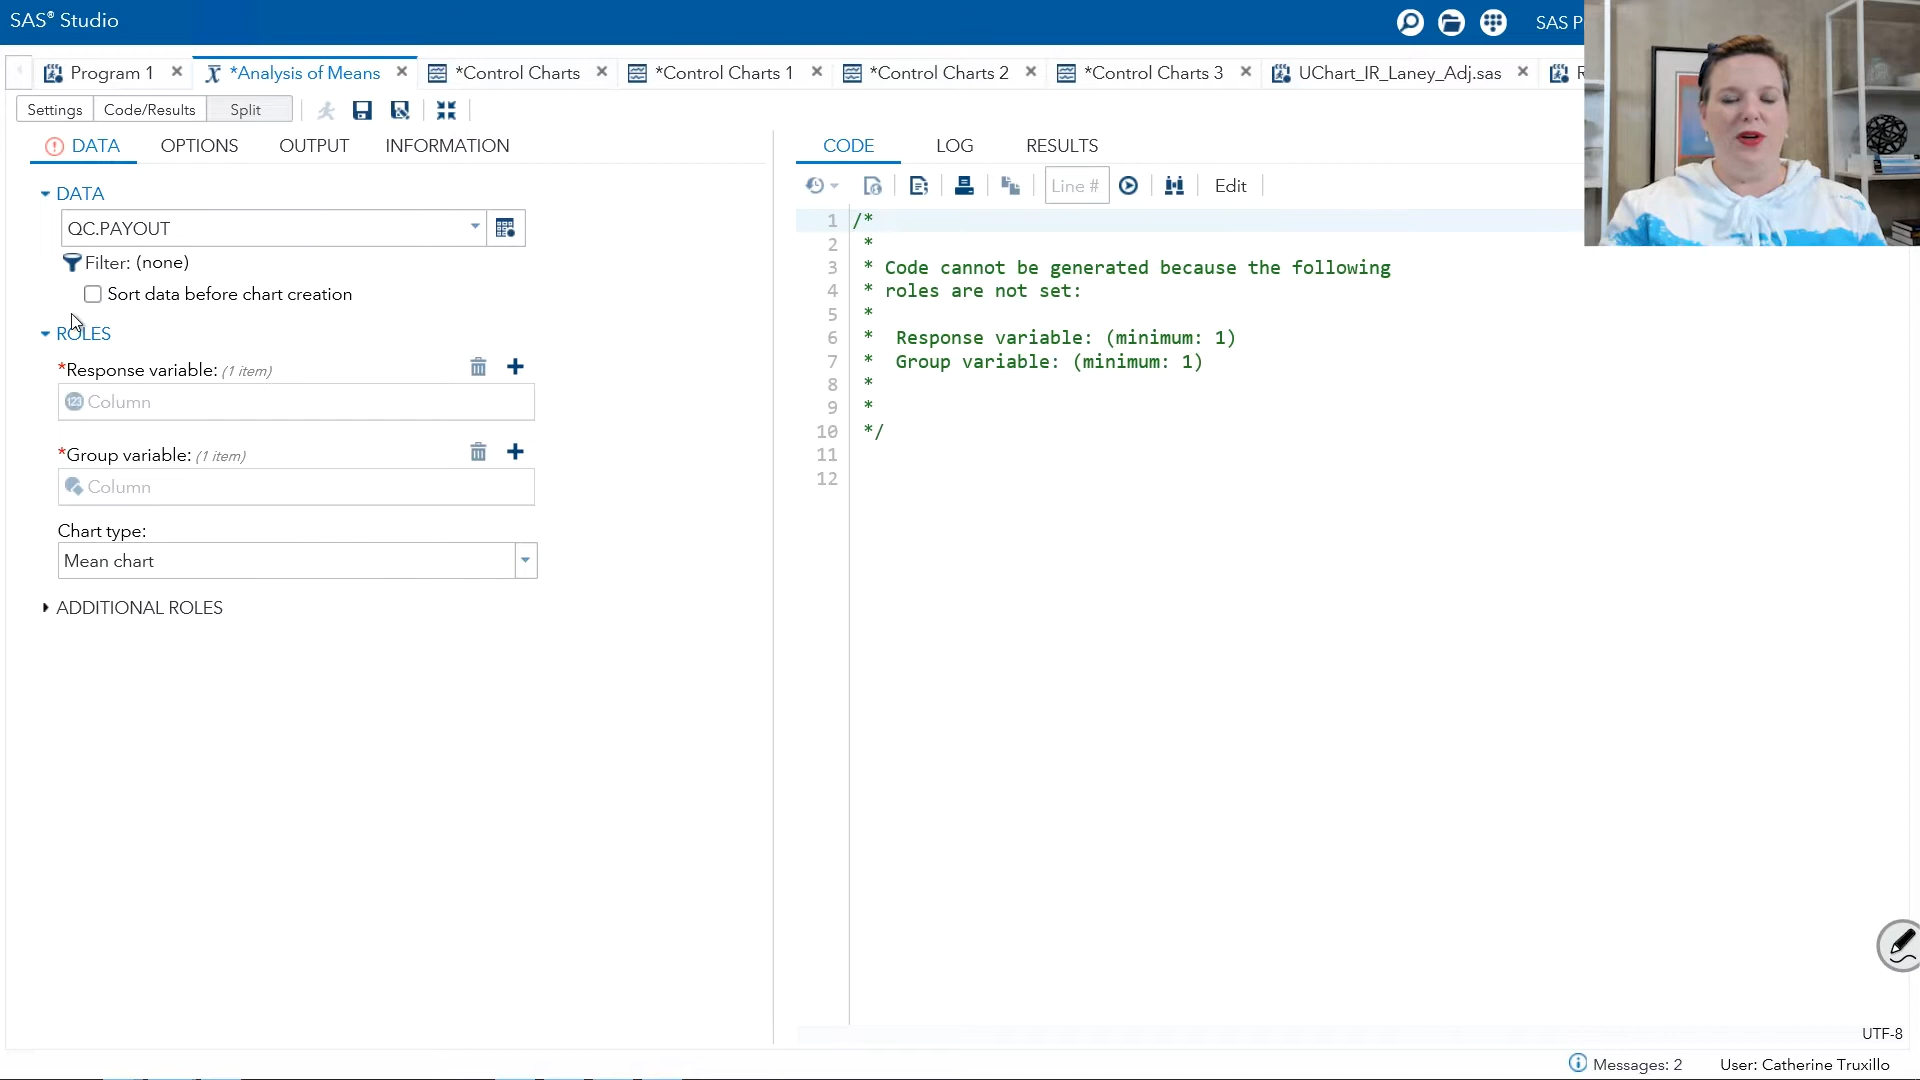 SAS® Studio
SAS P
Program 1
*Analysis of Means
*Control Charts
*Control Charts 1
*Control Charts 2
*Control Charts 3
UChart_IR_Laney_Adj.sas
R
Settings
Code/Results
Split
DATA
OPTIONS
OUTPUT
INFORMATION
DATA
QC.PAYOUT
Filter: (none)
Sort data before chart creation
ROLES
*Response variable: (1 item)
123 Column
*Group variable: (1 item)
Column
Chart type:
Mean chart
ADDITIONAL ROLES
CODE
LOG
RESULTS
Line #
Edit
1 /*
2 *
3 * Code cannot be generated because the following
4 * roles are not set:
5 *
6 * Response variable: (minimum: 1)
7 * Group variable: (minimum: 1)
8 *
9 *
10 */
11
12
UTF-8
Messages: 2
User: Catherine Truxillo